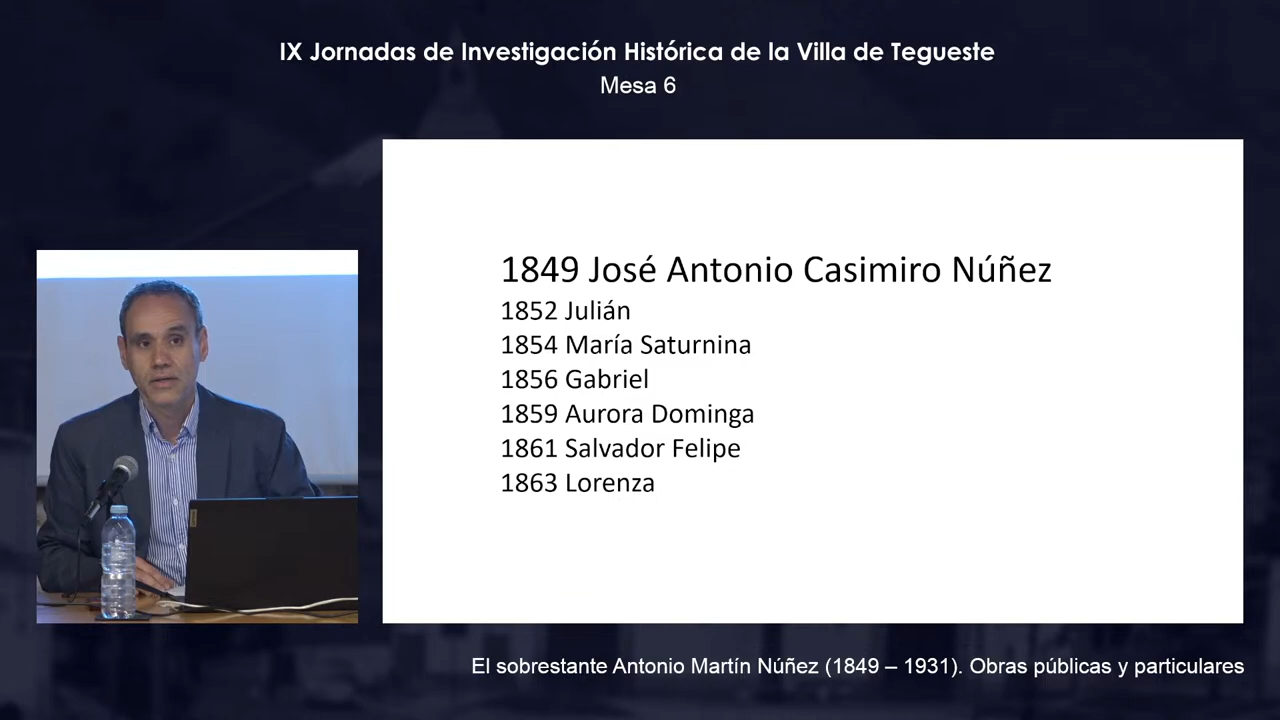 IX Jornadas de Investigación Histórica de la Villa de Tegueste
Mesa 6
1849 José Antonio Casimiro Núñez
1852 Julián
1854 María Saturnina
1856 Gabriel
1859 Aurora Dominga
1861 Salvador Felipe
1863 Lorenza
El sobrestante Antonio Martín Núñez (1849 – 1931). Obras públicas y particulares